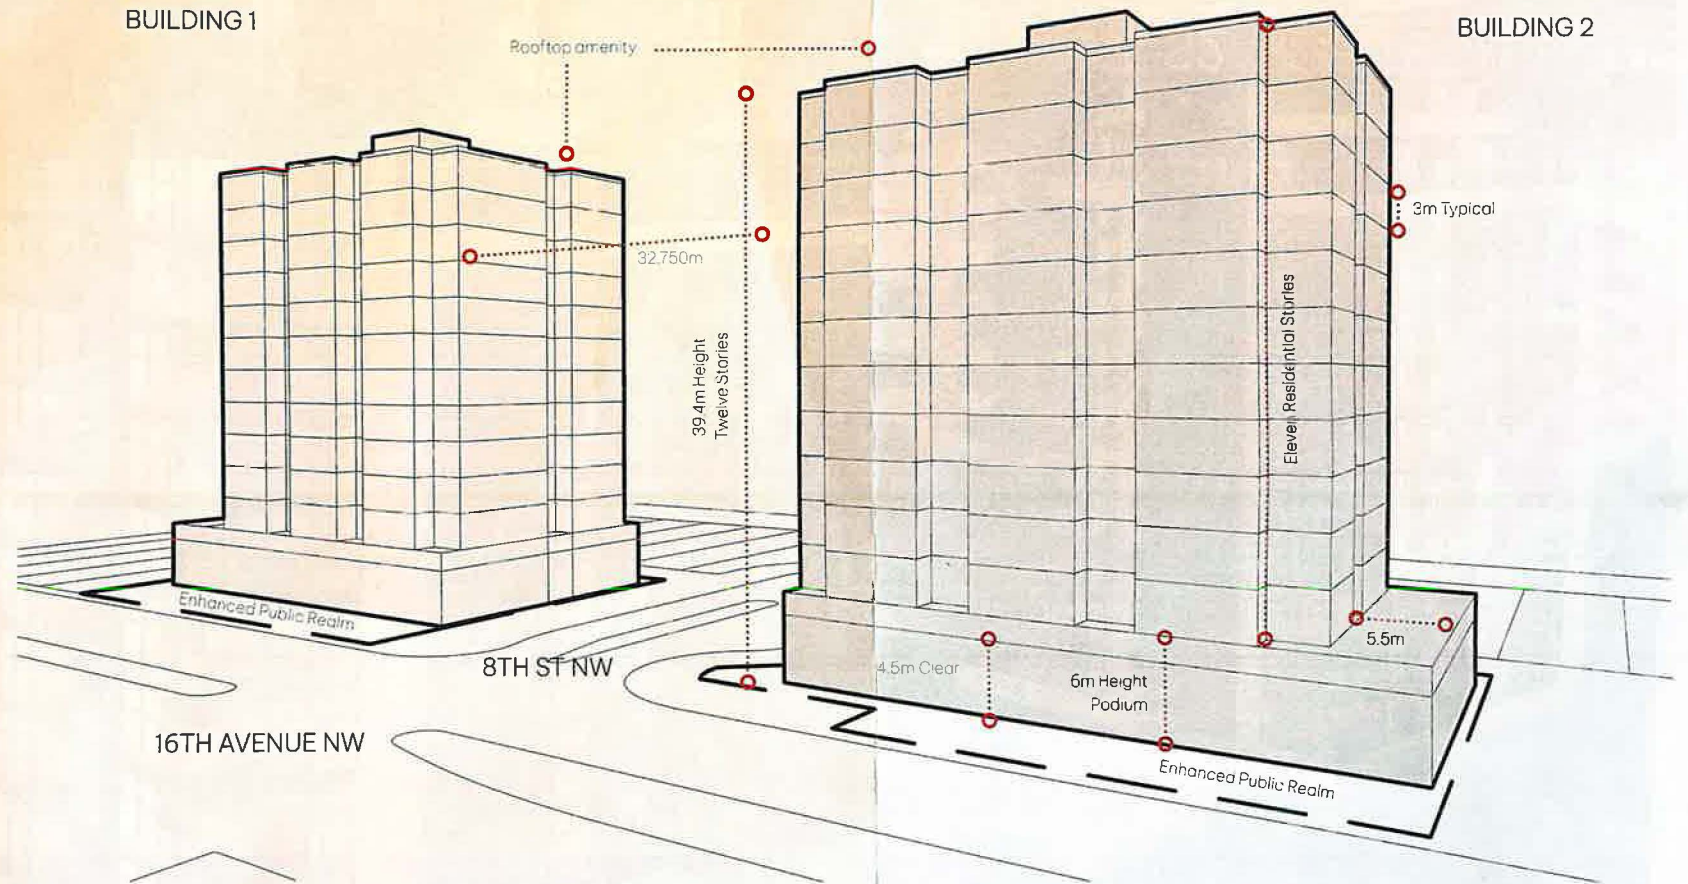 BUILDING 1
BUILDING 2
Rooftop amenity
3m Typical
32,750m
39.4m Height
Twelve Stories
Eleven Residential Stories
Enhanced Public Realm
5.5m
8TH ST NW
4.5m Clear
6m Height
Podium
16TH AVENUE NW
Enhanced Public Realm